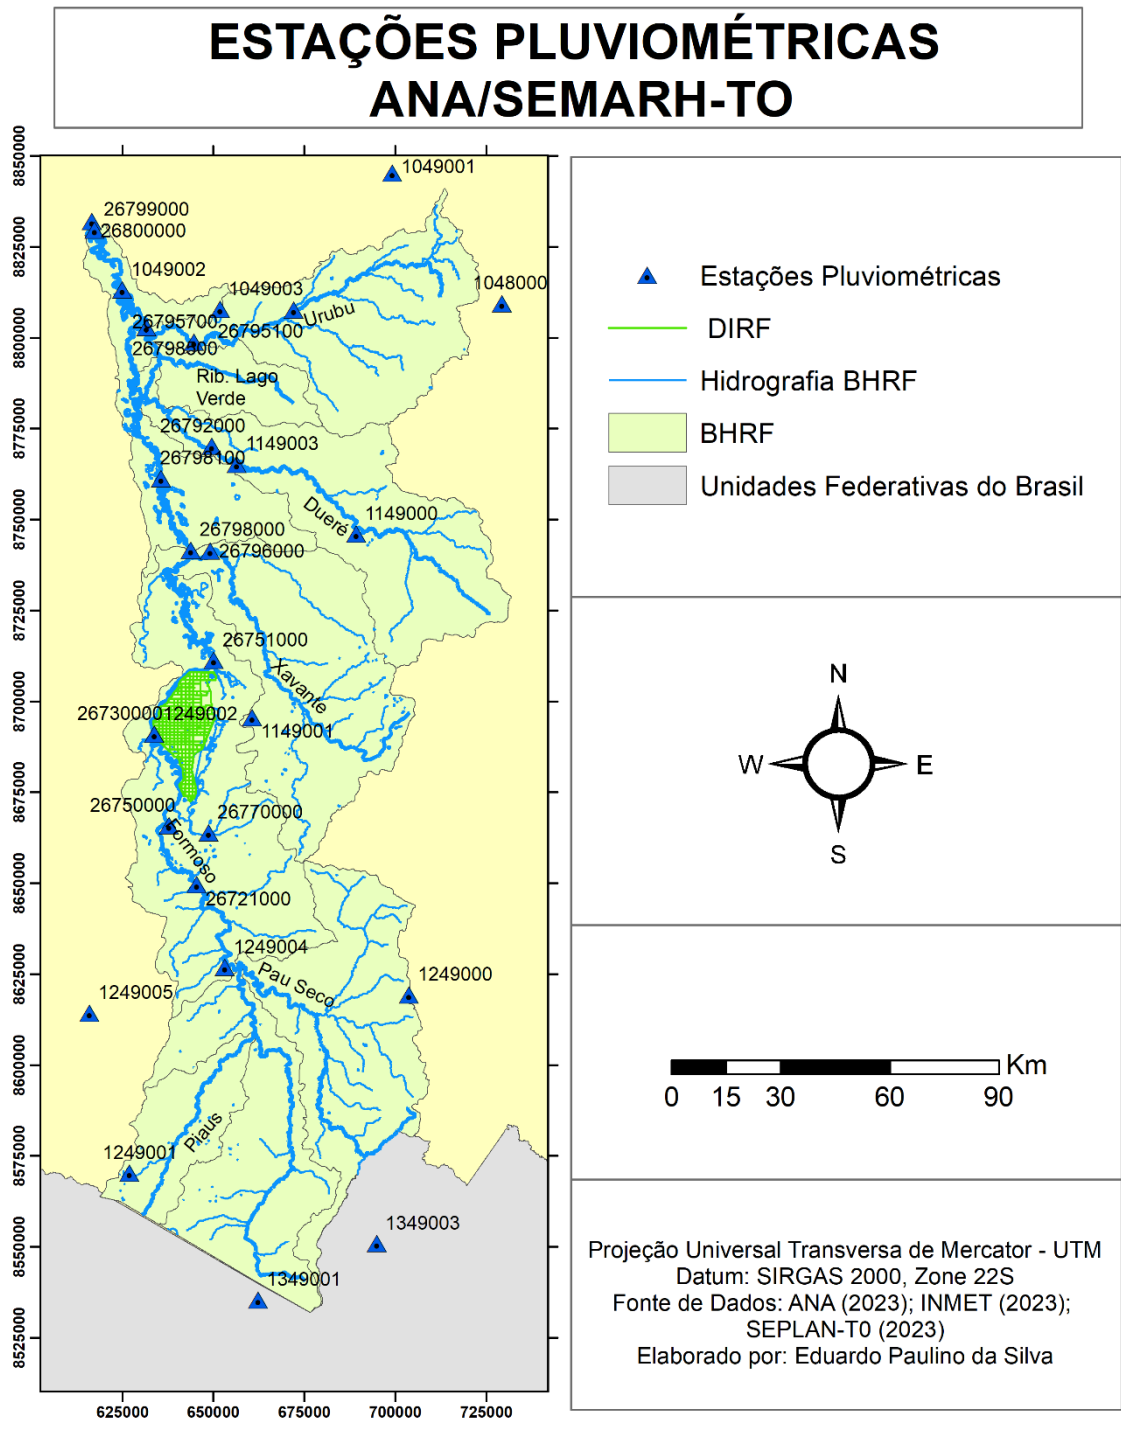 ESTAÇÕES PLUVIOMÉTRICAS
ANA/SEMARH-TO
8850000
8825000
8800000
8775000
8750000
8725000
8700000
8675000
8650000
8625000
8600000
8575000
8550000
8525000
1049001
26799000
26800000
1049002
1048000
1049003
Urubu
26795700
26795100
26798800
Rib. Lago
Verde
26792000
1149003
26798100
Dueré
1149000
26798000
26796000
26751000
Xavante
26730000
1249002
1149001
26750000
26770000
Formoso
26721000
1249004
Pau Seco
1249000
1249005
Piaus
1249001
1349003
1349001
625000
650000
675000
700000
725000
Estações Pluviométricas
DIRF
Hidrografia BHRF
BHRF
Unidades Federativas do Brasil
N
W
E
S
Km
0 15 30 60 90
Projeção Universal Transversa de Mercator - UTM
Datum: SIRGAS 2000, Zone 22S
Fonte de Dados: ANA (2023); INMET (2023);
SEPLAN-T0 (2023)
Elaborado por: Eduardo Paulino da Silva